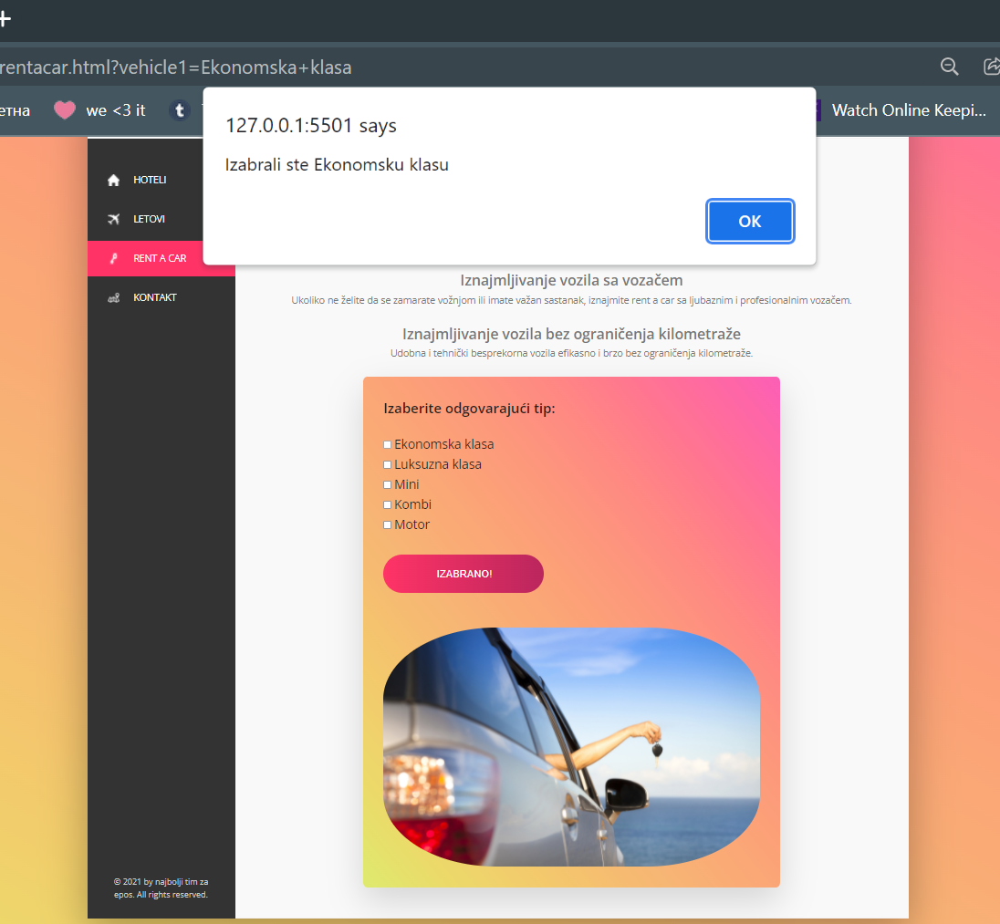 rentacar.html?vehicle1=Ekonomska+klasa
етна
we <3 it
t
Watch Online Keepi...
127.0.0.1:5501 says
Izabrali ste Ekonomsku klasu
OK
HOTELI
LETOVI
RENT A CAR
KONTAKT
Iznajmljivanje vozila sa vozačem
Ukoliko ne želite da se zamarate vožnjom ili imate važan sastanak, iznajmite rent a car sa ljubaznim i profesionalnim vozačem.
Iznajmljivanje vozila bez ograničenja kilometraže
Udobna i tehnički besprekorna vozila efikasno i brzo bez ograničenja kilometraže.
Izaberite odgovarajući tip:
Ekonomska klasa
Luksuzna klasa
Mini
Kombi
Motor
IZABRANO!
© 2021 by najbolji tim za
epos. All rights reserved.